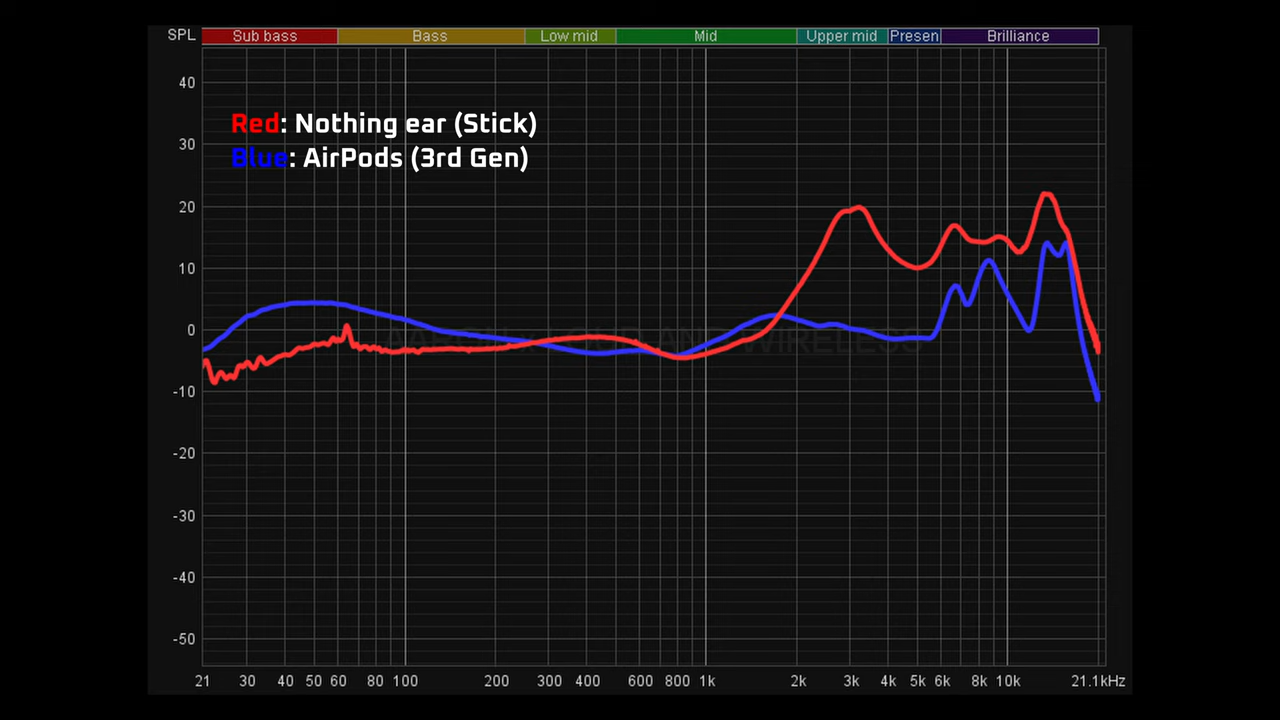 SPL Sub bass Bass Low mid Mid Upper mid Presen Brilliance
40
Red: Nothing ear (Stick)
30
Blue: AirPods (3rd Gen)
20
10
0
WIRELESS
-10
-20
-30
-40
-50
21 30 40 50 60 80 100 200 300 400 600 800 1k 2k 3k 4k 5k 6k 8k 10k 21.1kHz